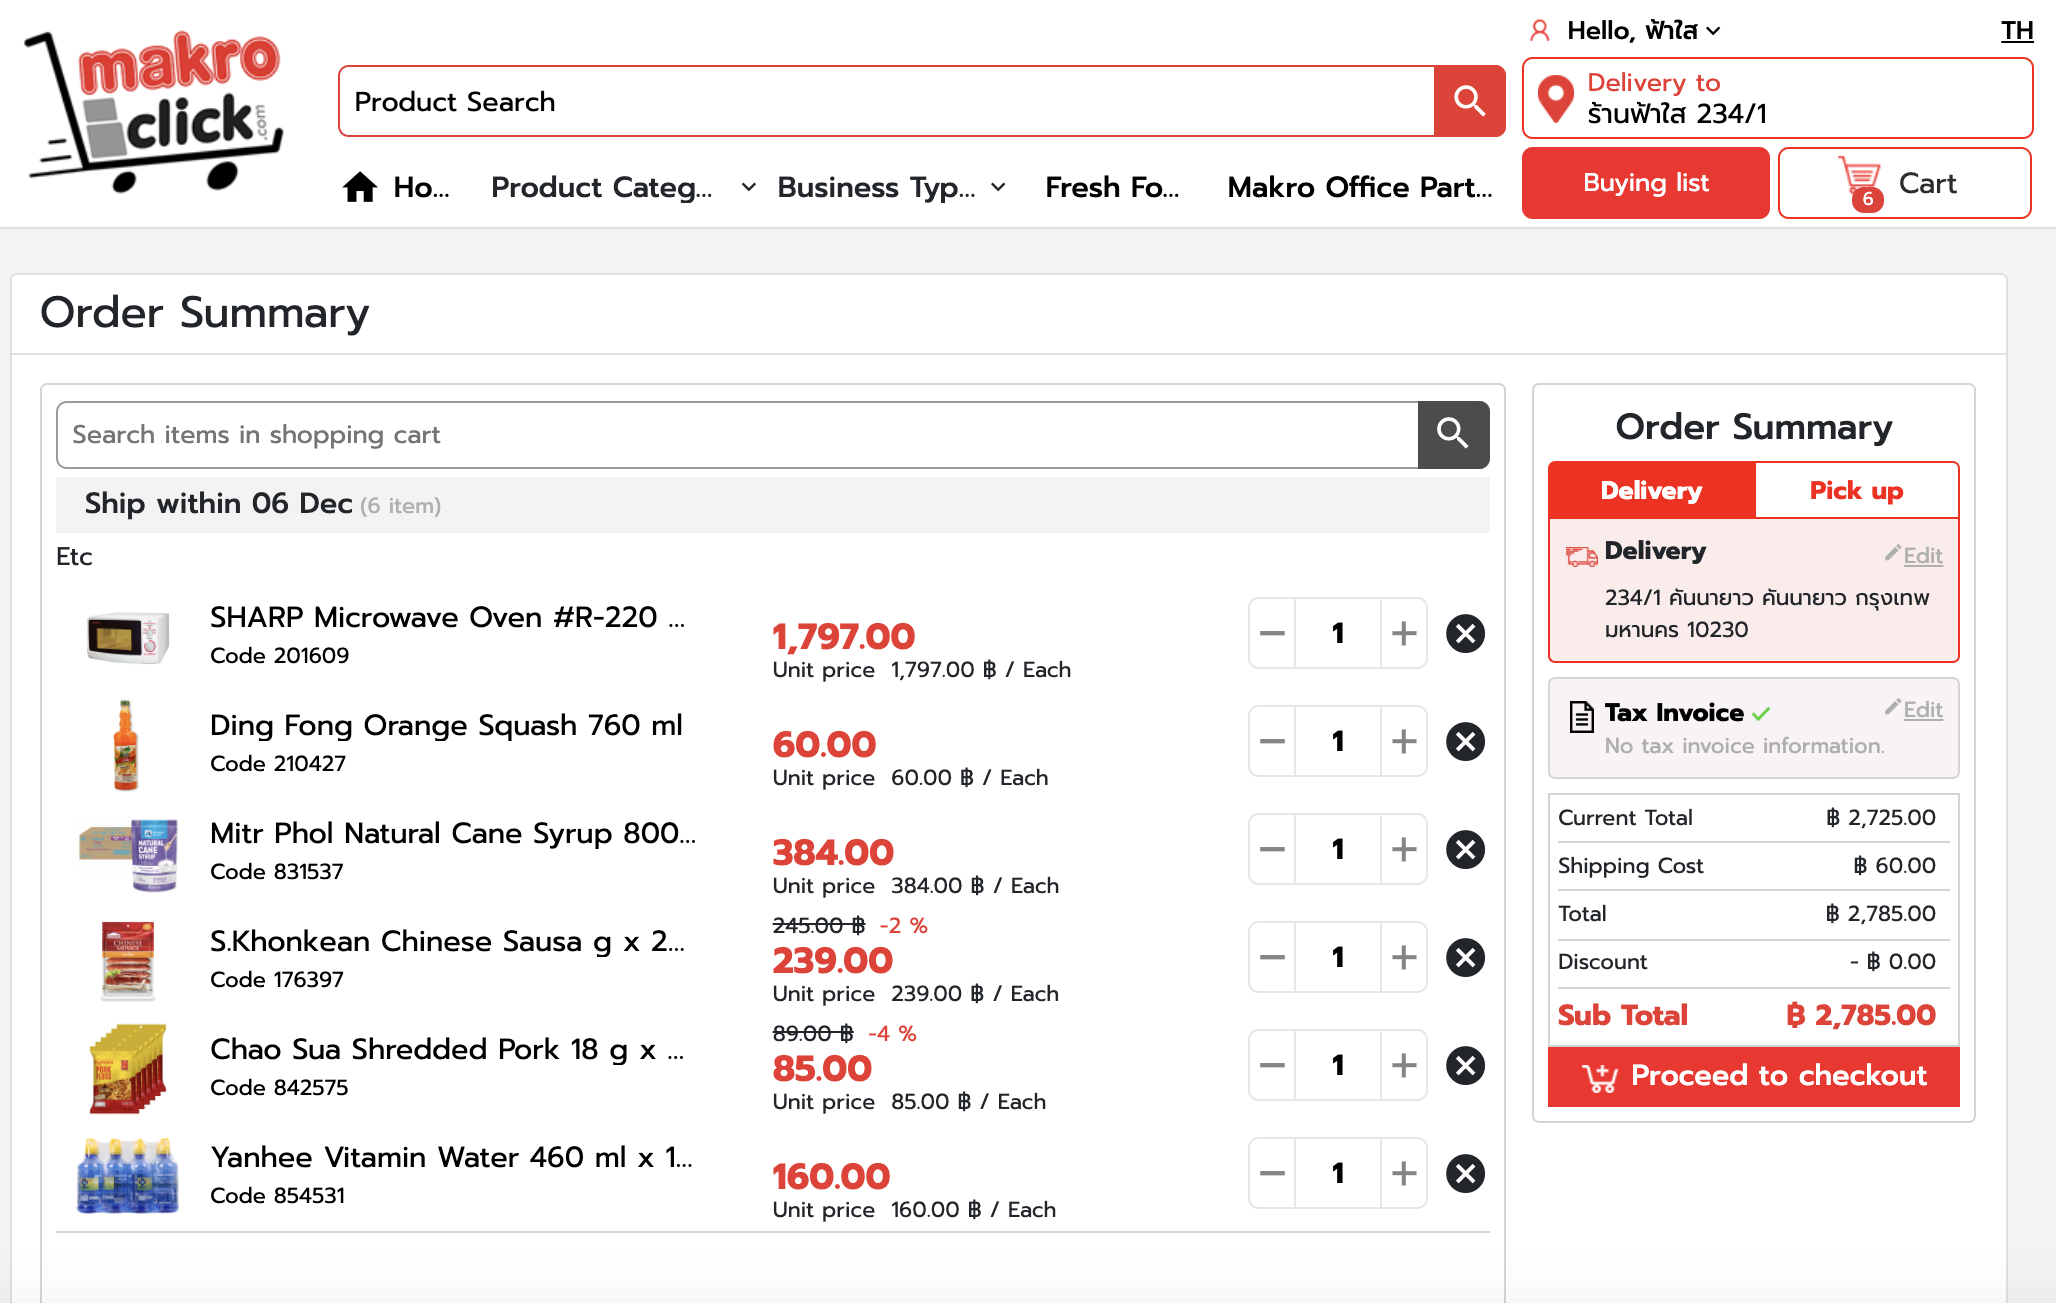 makro
click.com
Product Search
Hello, ฟ้าใส
TH
Delivery to
ร้านฟ้าใส 234/1
Ho...
Product Categ...
Business Typ...
Fresh Fo...
Makro Office Part...
Buying list
6
Cart
Order Summary
Search items in shopping cart
Ship within 06 Dec (6 item)
Etc
SHARP Microwave Oven #R-220 ...
Code 201609
1,797.00
Unit price 1,797.00 ฿ / Each
1
Ding Fong Orange Squash 760 ml
Code 210427
60.00
Unit price 60.00 ฿ / Each
1
Mitr Phol Natural Cane Syrup 800...
Code 831537
384.00
Unit price 384.00 ฿ / Each
1
NATURAL
CANE
SYRUP
S.Khonkean Chinese Sausa g x 2...
Code 176397
245.00 ฿ -2 %
239.00
Unit price 239.00 ฿ / Each
1
CHINESE
Chao Sua Shredded Pork 18 g x ...
Code 842575
89.00 ฿ -4 %
85.00
Unit price 85.00 ฿ / Each
1
PORK
FLOSS
Yanhee Vitamin Water 460 ml x 1...
Code 854531
160.00
Unit price 160.00 ฿ / Each
1
Order Summary
Delivery
Pick up
Delivery
Edit
234/1 คันนายาว คันนายาว กรุงเทพ
มหานคร 10230
Tax Invoice
Edit
No tax invoice information.
Current Total ฿ 2,725.00
Shipping Cost ฿ 60.00
Total ฿ 2,785.00
Discount - ฿ 0.00
Sub Total ฿ 2,785.00
Proceed to checkout